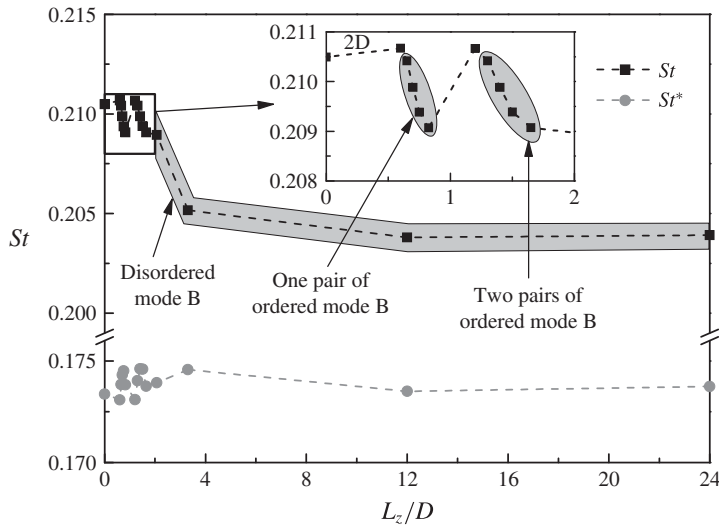 0.211
2D
0.210
0.209
0.208
0 1 2
St
St*
0.210
0.205
0.200
0.175
0.170
St
Disordered
mode B
One pair of
ordered mode B
Two pairs of
ordered mode B
0 4 8 12 16 20 24
L_z/D